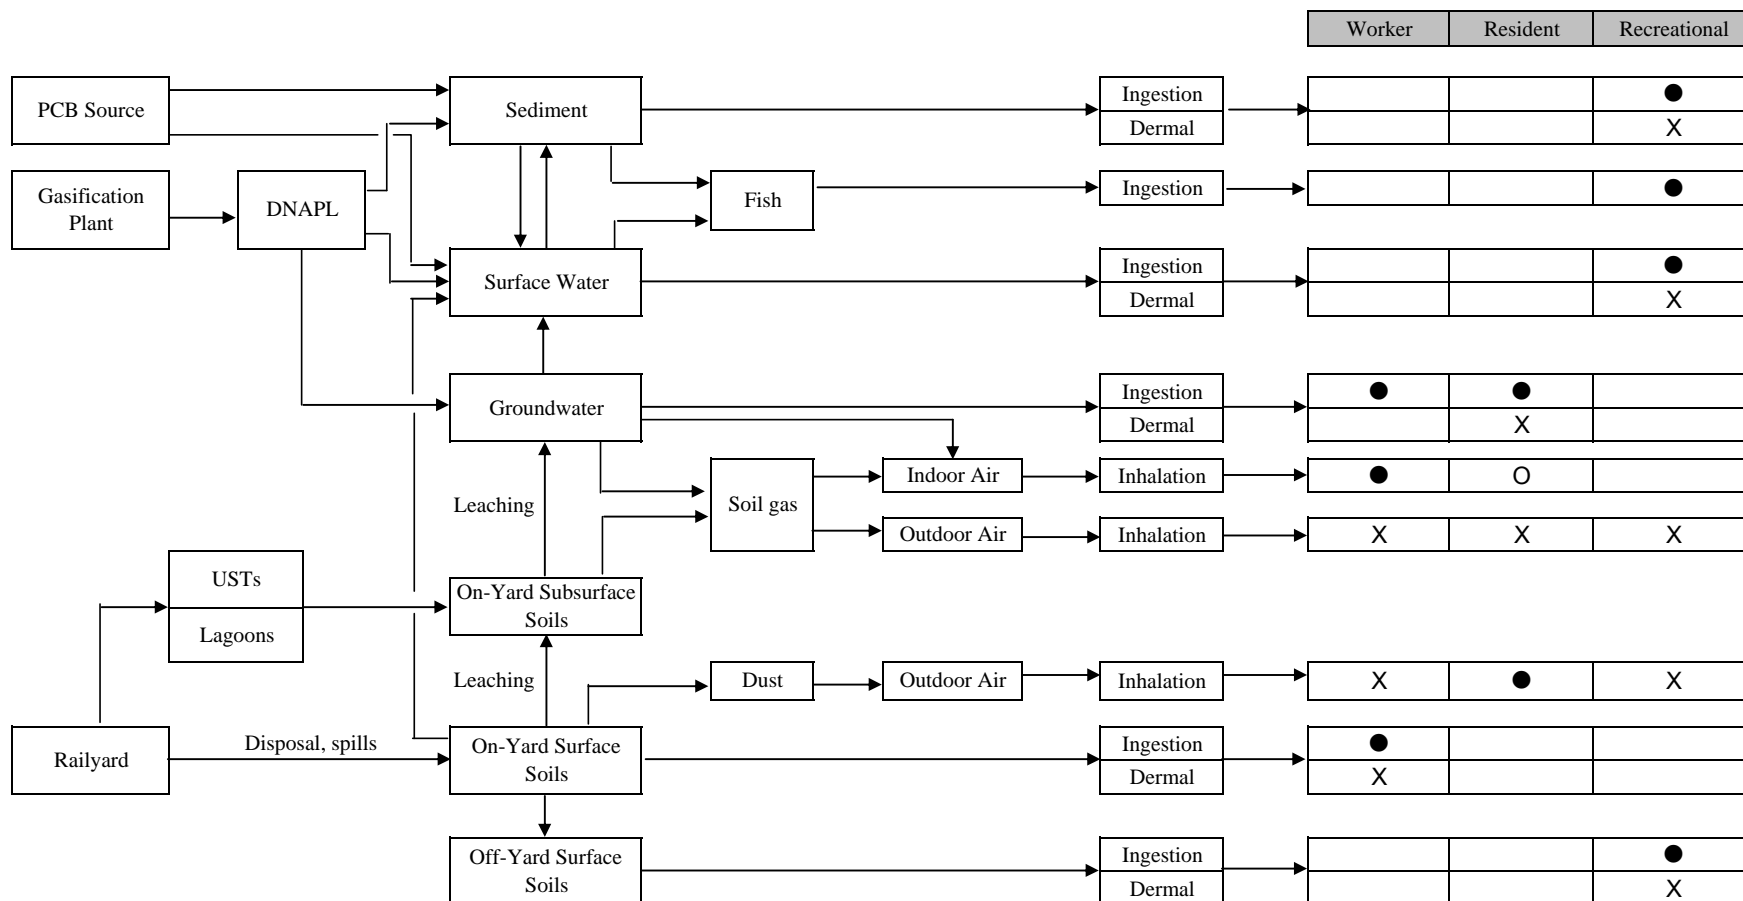 Worker Resident Recreational
PCB Source
Sediment
Ingestion ●
Dermal X
Gasification
Plant
DNAPL
Fish
Ingestion ●
Surface Water
Ingestion ●
Dermal X
Groundwater
Ingestion ● ●
Dermal X
Leaching
Soil gas
Indoor Air
Inhalation ● O
Outdoor Air
Inhalation X X X
USTs
Lagoons
On-Yard Subsurface
Soils
Leaching
Dust
Outdoor Air
Inhalation X ● X
Railyard
Disposal, spills
On-Yard Surface
Soils
Ingestion ●
Dermal X
Off-Yard Surface
Soils
Ingestion ●
Dermal X